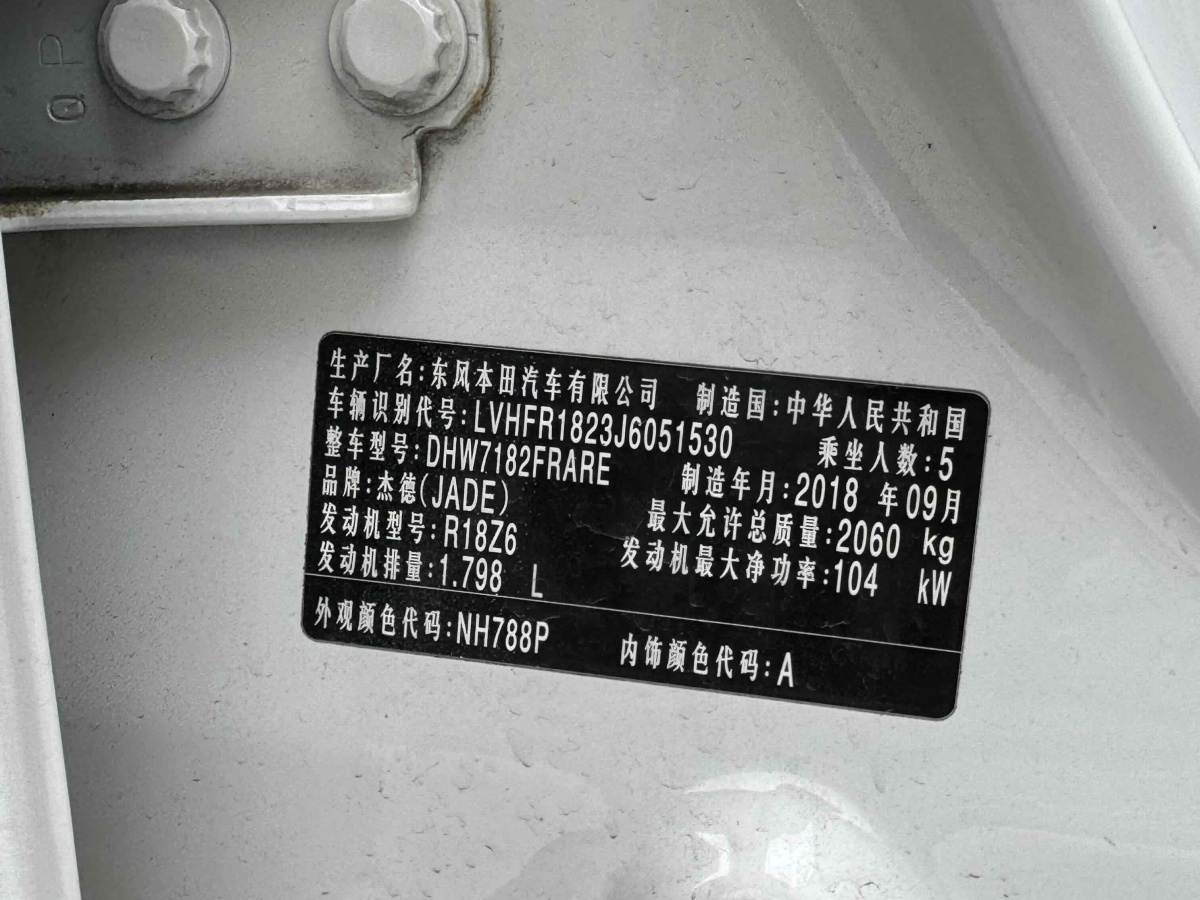 Q P
生产厂名:东风本田汽车有限公司 制造国:中华人民共和国
车辆识别代号:LVHFR1823J6051530 乘坐人数:5
整车型号:DHW7182FRARE 制造年月:2018 年09月
品牌:杰德(JADE) 最大允许总质量:2060 kg
发动机型号:R18Z6 发动机最大净功率:104 kW
发动机排量:1.798 L
外观颜色代码:NH788P 内饰颜色代码:A